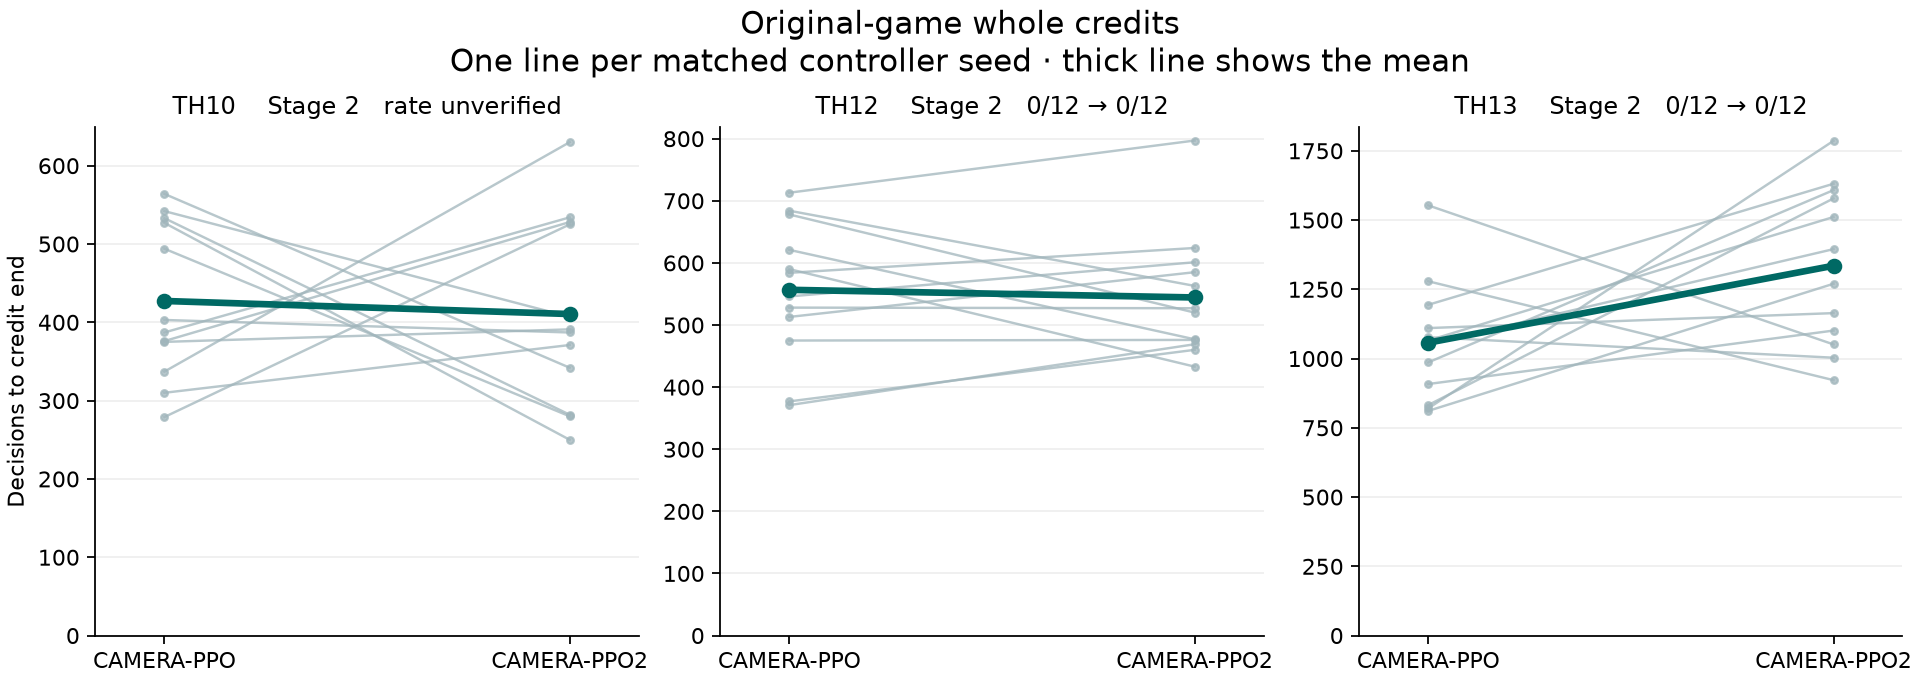 Original-game whole credits
One line per matched controller seed · thick line shows the mean
TH10 Stage 2 rate unverified
Decisions to credit end
600
500
400
300
200
100
0
CAMERA-PPO CAMERA-PPO2
TH12 Stage 2 0/12 → 0/12
800
700
600
500
400
300
200
100
0
CAMERA-PPO CAMERA-PPO2
TH13 Stage 2 0/12 → 0/12
1750
1500
1250
1000
750
500
250
0
CAMERA-PPO CAMERA-PPO2